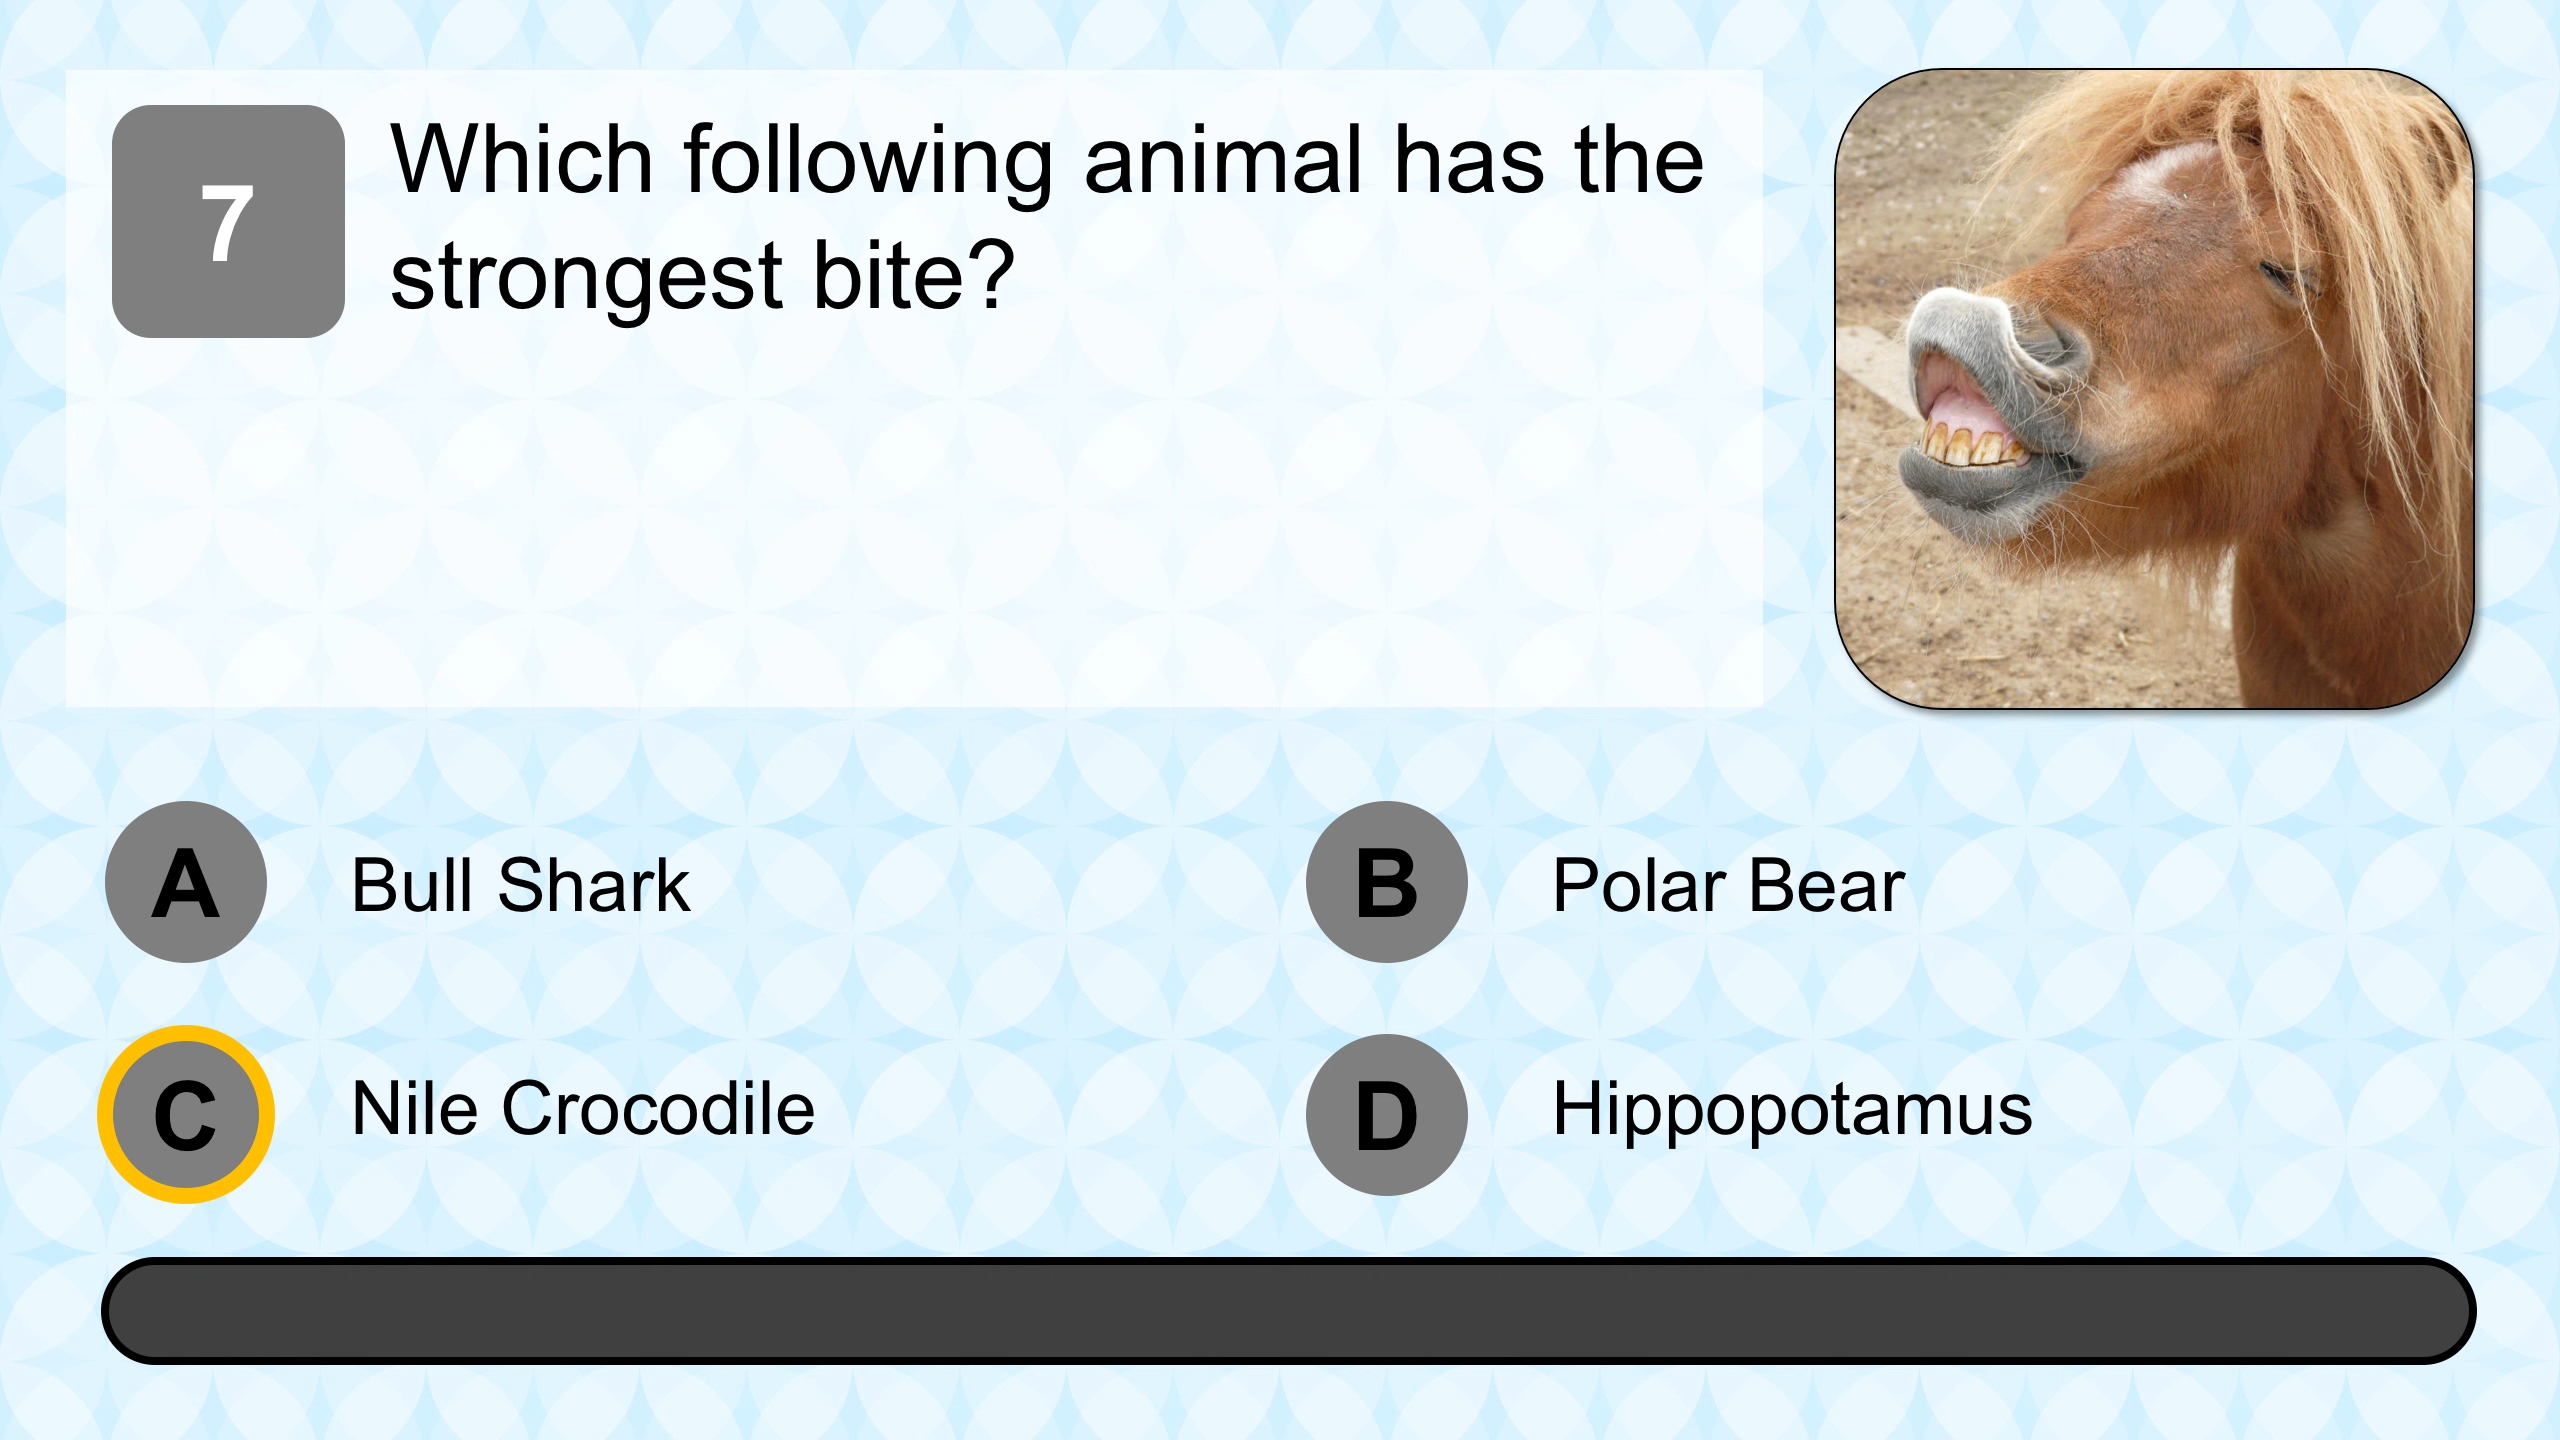 7
Which following animal has the
strongest bite?
A
Bull Shark
B
Polar Bear
C
Nile Crocodile
D
Hippopotamus